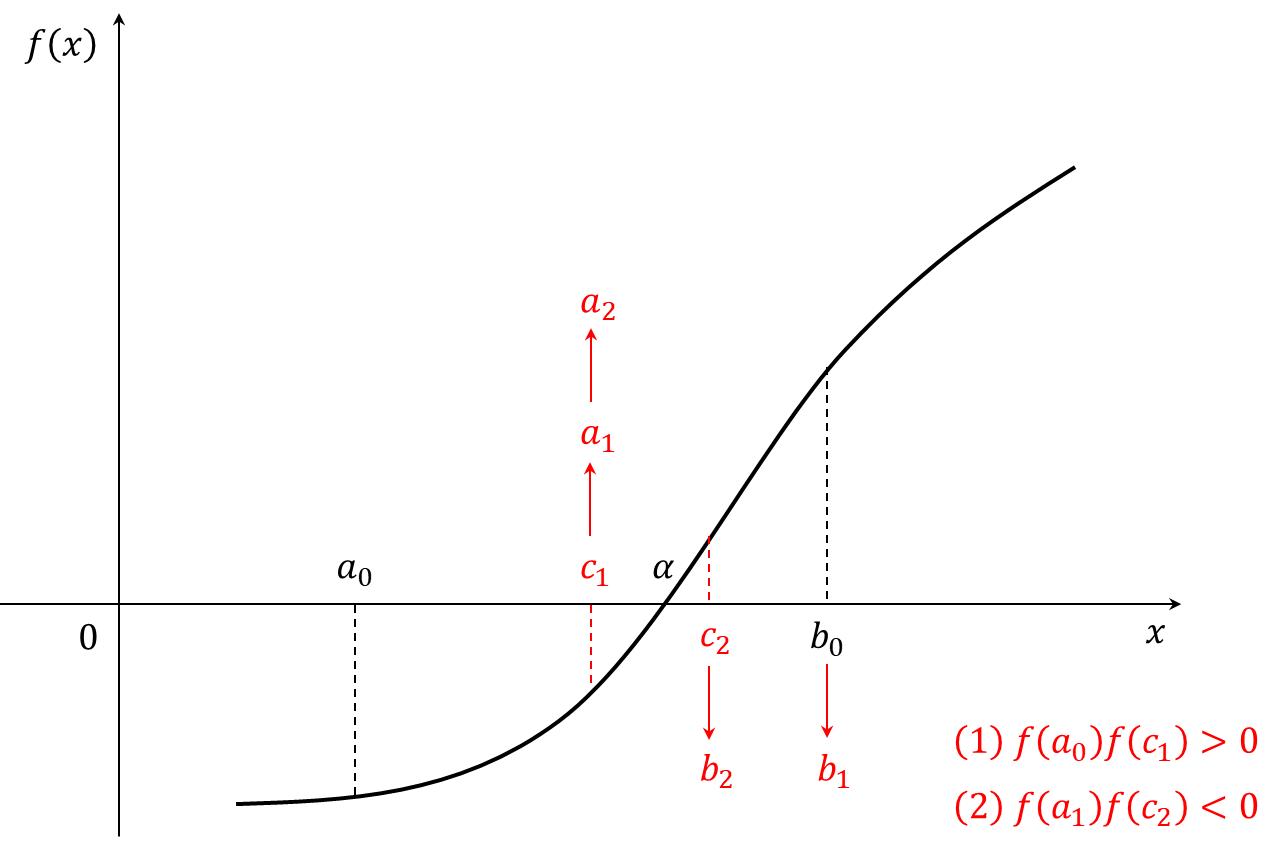 f(x)
a₂
a₁
a₀ c₁ α
0 c₂ b₀ x
b₂ b₁
(1) f(a₀)f(c₁) > 0
(2) f(a₁)f(c₂) < 0